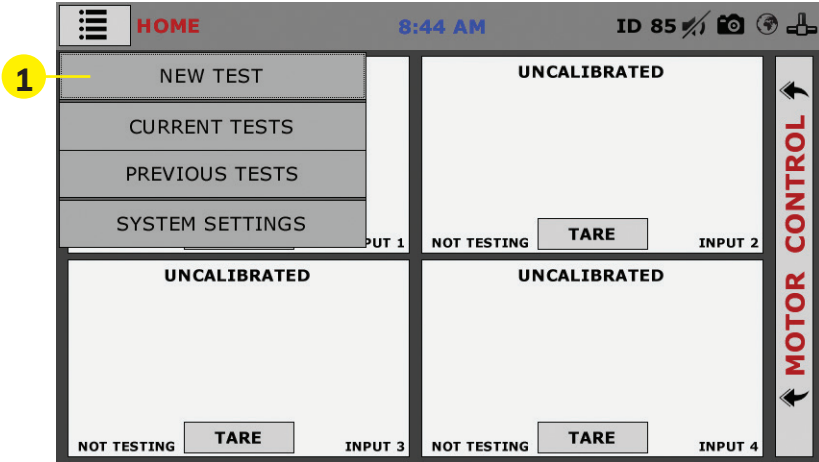 HOME 8:44 AM ID 85
1
NEW TEST
CURRENT TESTS
PREVIOUS TESTS
SYSTEM SETTINGS
PUT 1
UNCALIBRATED
NOT TESTING TARE INPUT 2
UNCALIBRATED
NOT TESTING TARE INPUT 3
UNCALIBRATED
NOT TESTING TARE INPUT 4
MOTOR CONTROL